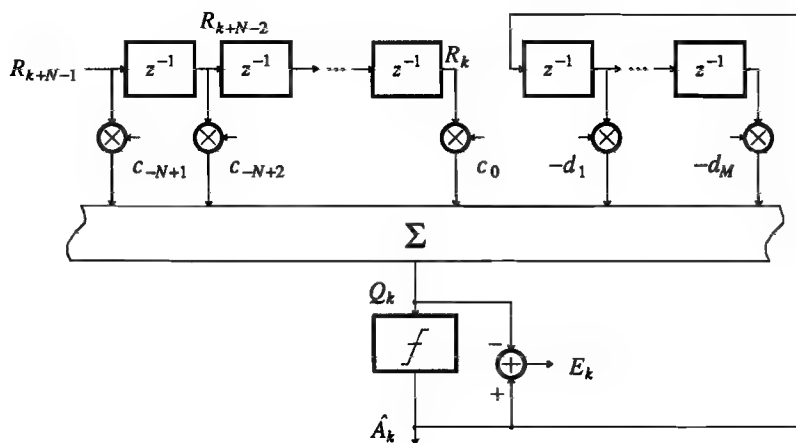 R_{k+N-2}
R_{k+N-1} z^{-1} z^{-1} ... z^{-1} R_k z^{-1} ... z^{-1}
c_{-N+1} c_{-N+2} c_0 -d_1 -d_M
Σ
Q_k
− + E_k
+
Â_k